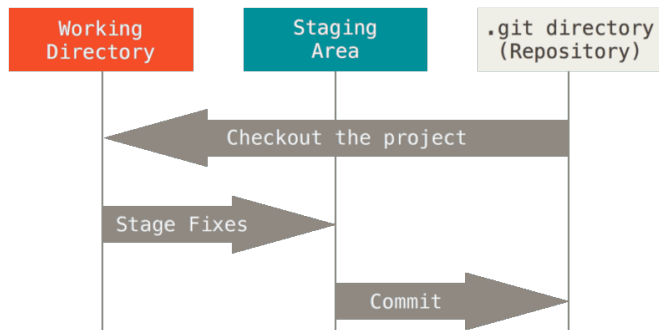 Working
Directory
Staging
Area
.git directory
(Repository)
Checkout the project
Stage Fixes
Commit